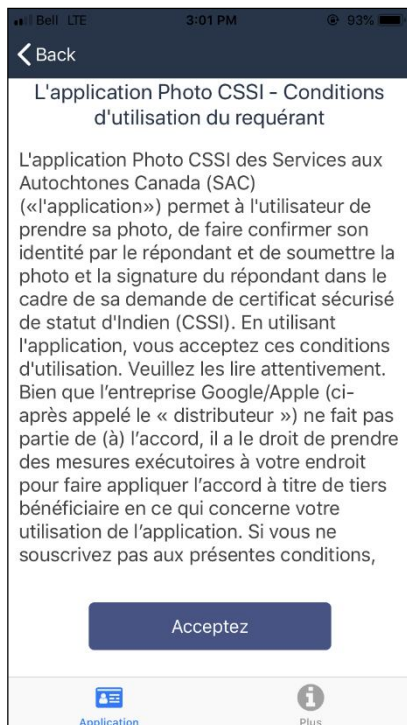 Bell LTE 3:01 PM 93%
Back
L'application Photo CSSI - Conditions
d'utilisation du requérant
L'application Photo CSSI des Services aux
Autochtones Canada (SAC)
(«l'application») permet à l'utilisateur de
prendre sa photo, de faire confirmer son
identité par le répondant et de soumettre la
photo et la signature du répondant dans le
cadre de sa demande de certificat sécurisé
de statut d'Indien (CSSI). En utilisant
l'application, vous acceptez ces conditions
d'utilisation. Veuillez les lire attentivement.
Bien que l’entreprise Google/Apple (ci-
après appelé le « distributeur ») ne fait pas
partie de (à) l’accord, il a le droit de prendre
des mesures exécutoires à votre endroit
pour faire appliquer l’accord à titre de tiers
bénéficiaire en ce qui concerne votre
utilisation de l’application. Si vous ne
souscrivez pas aux présentes conditions,
Acceptez
Application Plus